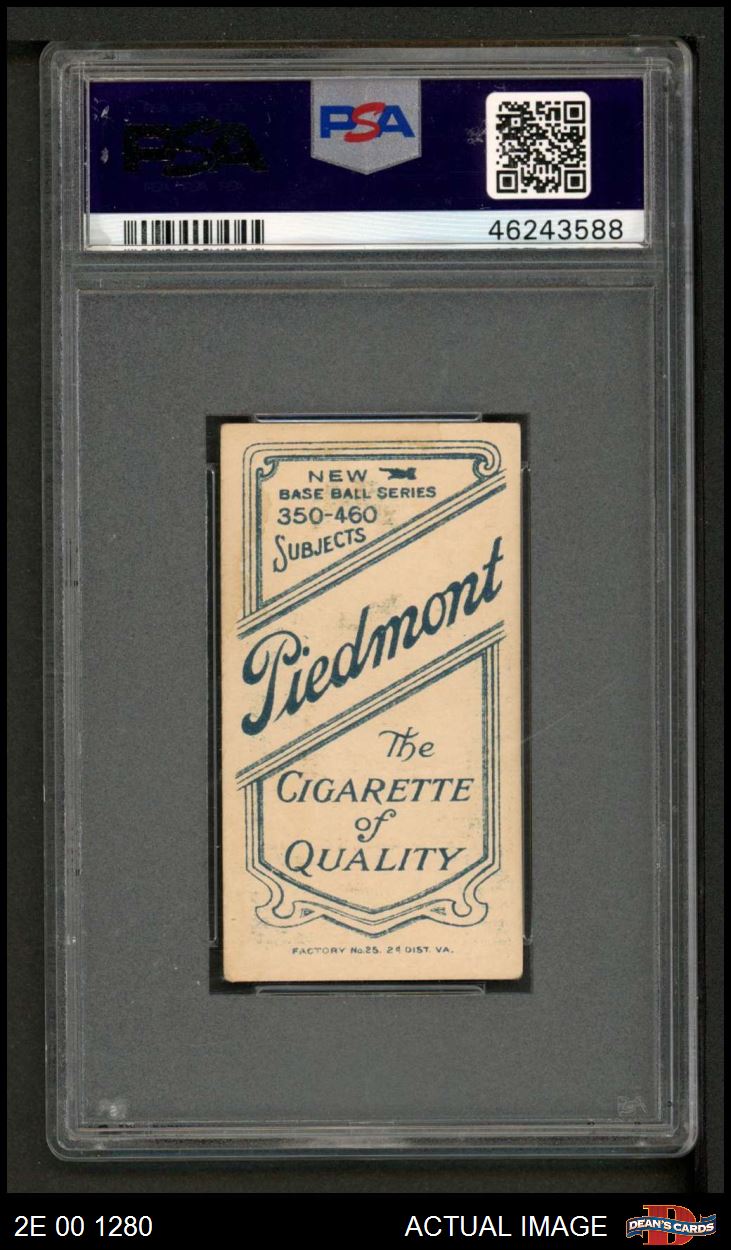 PSA
PSA
46243588
NEW
BASE BALL SERIES
350-460
SUBJECTS
Piedmont
The
CIGARETTE
of
QUALITY
FACTORY No.25. 2d DIST. VA.
2E 00 1280
ACTUAL IMAGE
DEAN'S CARDS